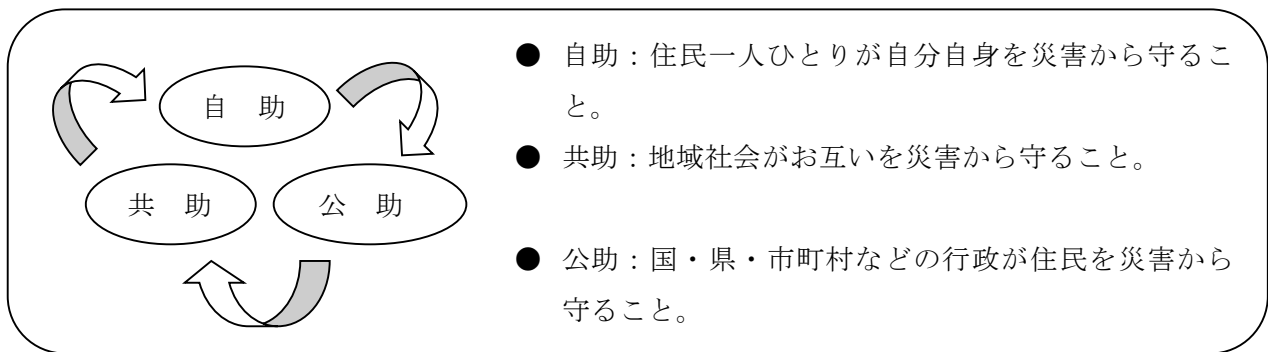 自 助
共 助
公 助
● 自助：住民一人ひとりが自分自身を災害から守るこ
と。
● 共助：地域社会がお互いを災害から守ること。
● 公助：国・県・市町村などの行政が住民を災害から
守ること。